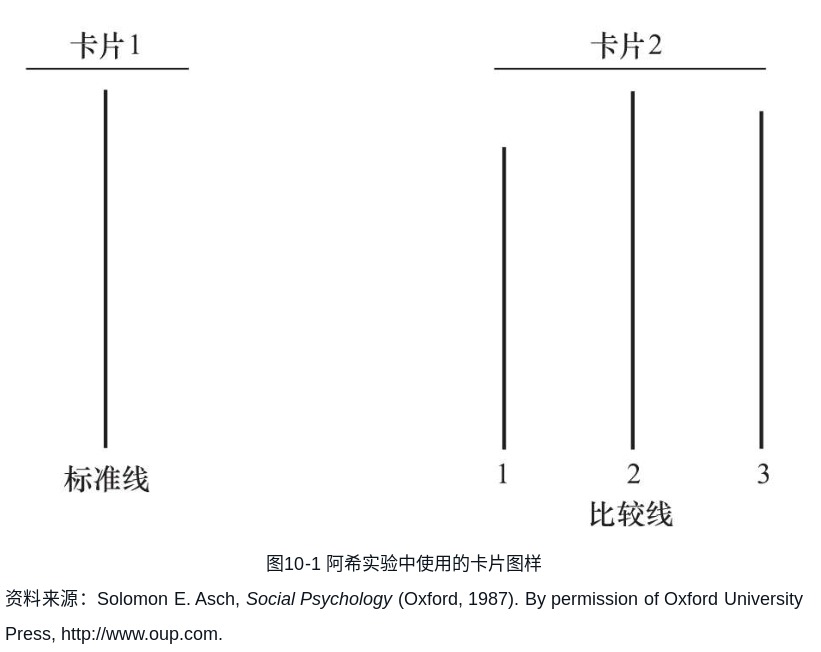 卡片1
卡片2
标准线
1
2
3
比较线
图10-1 阿希实验中使用的卡片图样
资料来源：Solomon E. Asch, Social Psychology (Oxford, 1987). By permission of Oxford University
Press, http://www.oup.com.